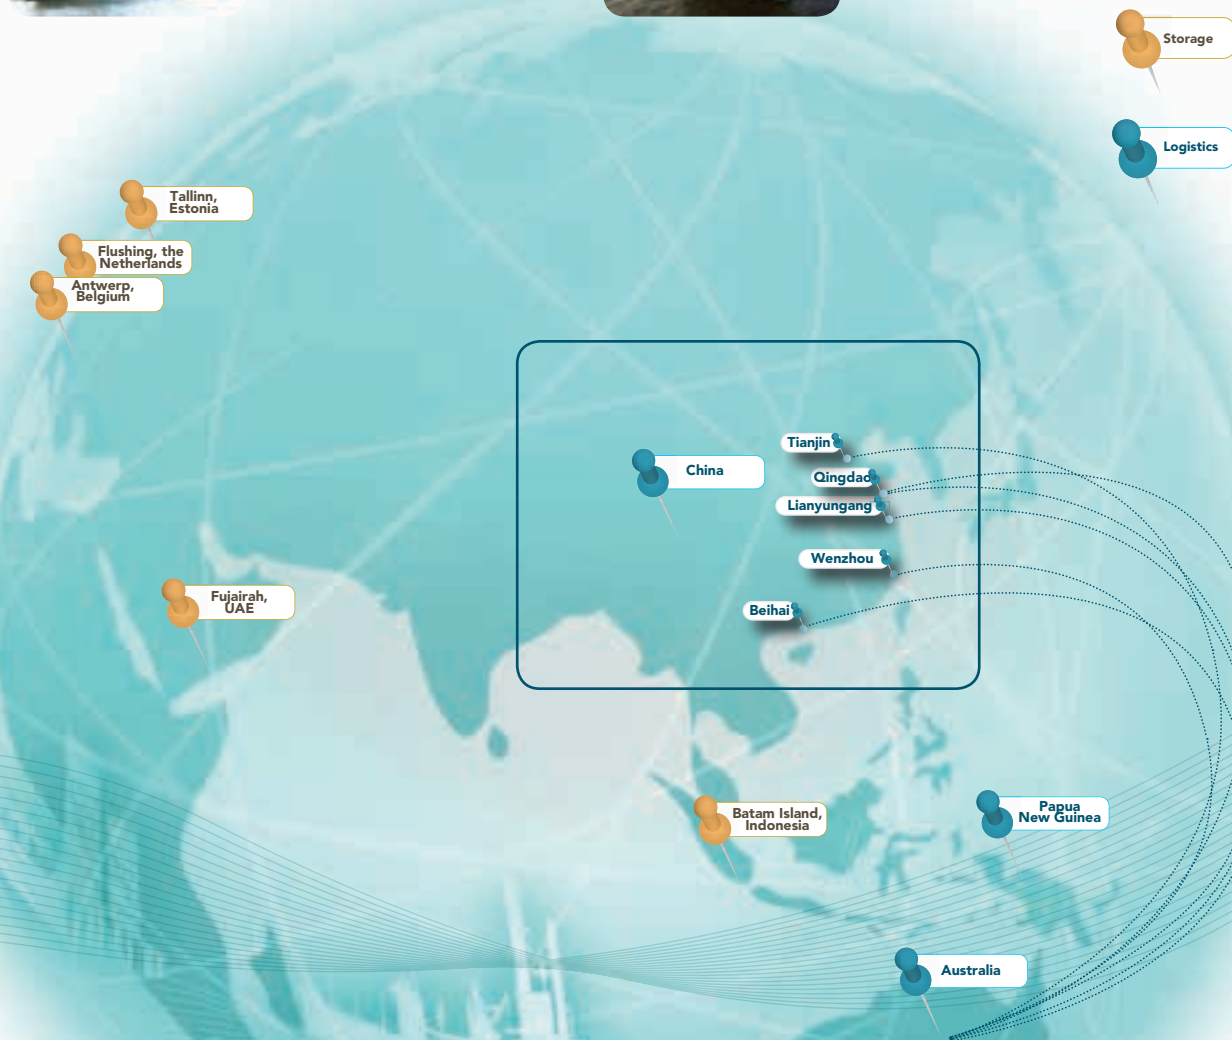 Storage
Logistics
Tallinn,
Estonia
Flushing, the
Netherlands
Antwerp,
Belgium
Tianjin
China
Qingdao
Lianyungang
Wenzhou
Fujairah,
UAE
Beihai
Papua
New Guinea
Batam Island,
Indonesia
Australia